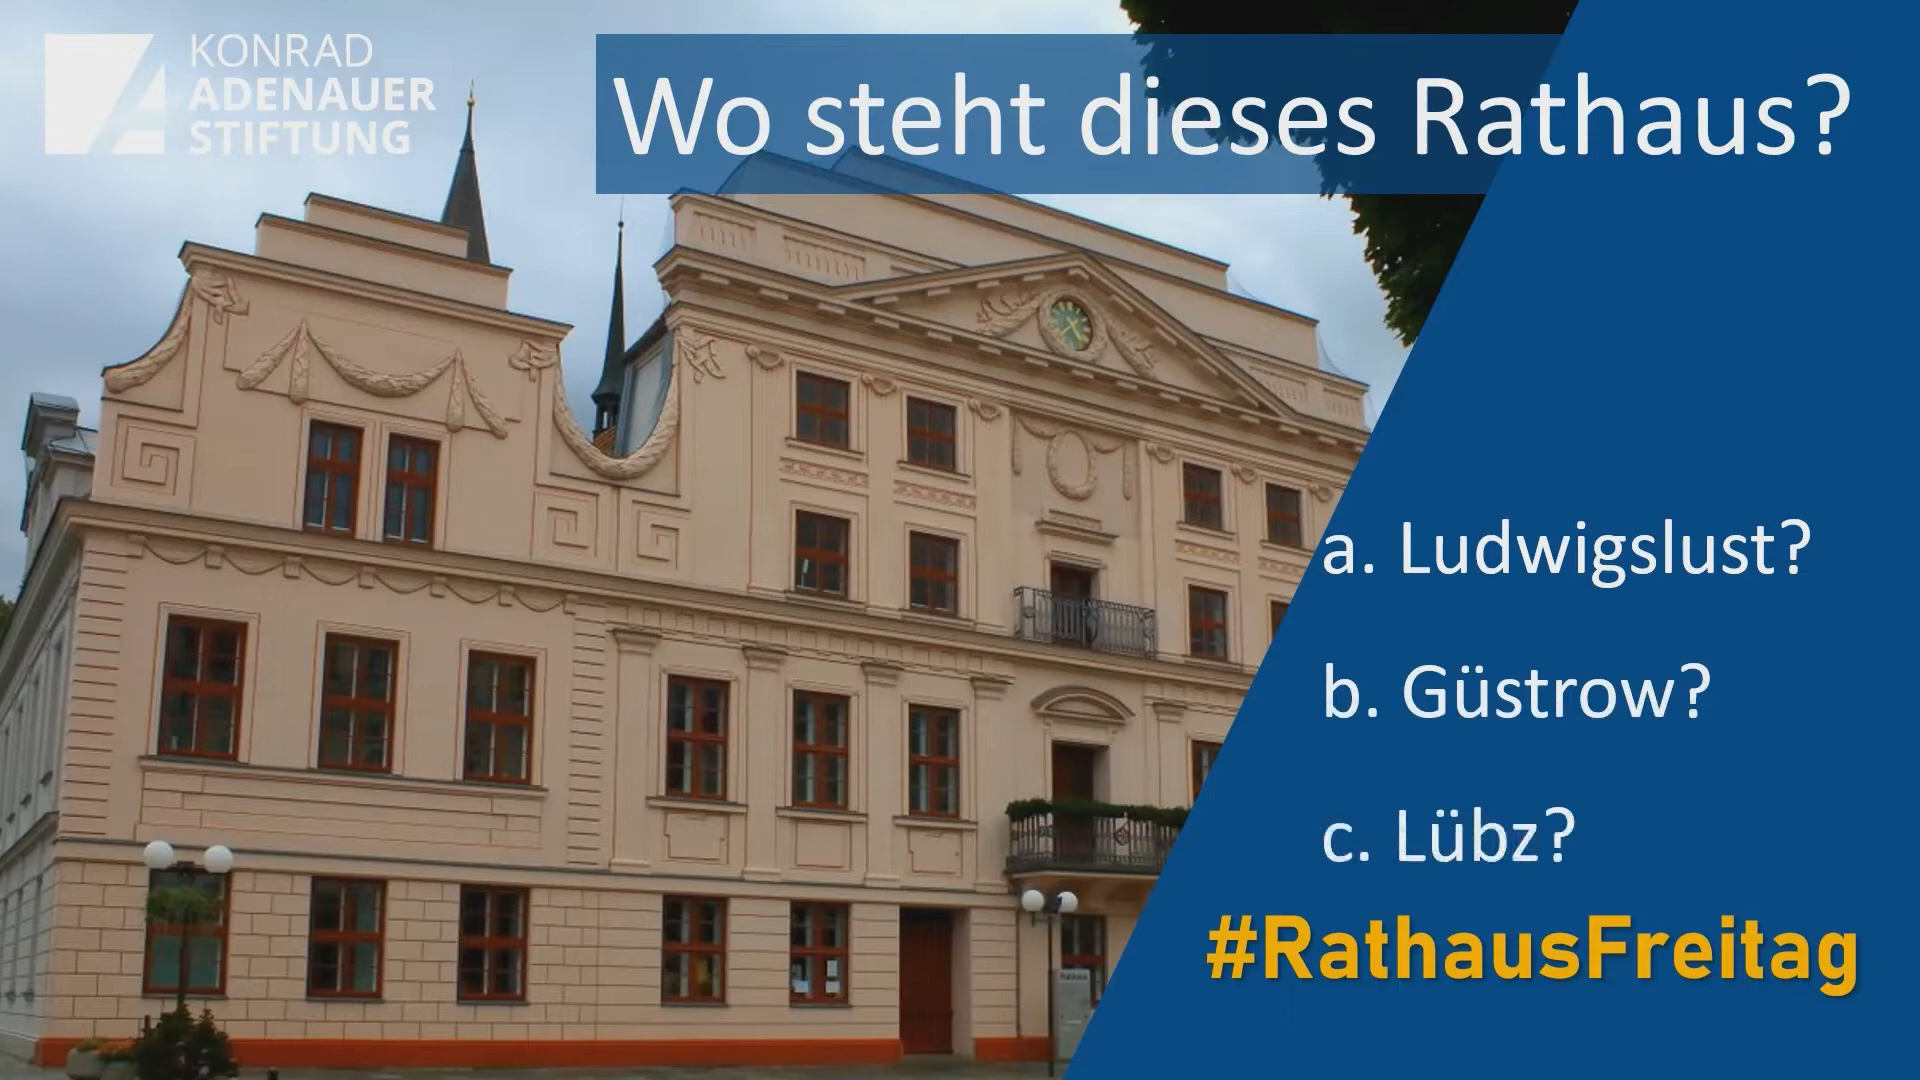 KONRAD
ADENAUER
STIFTUNG
Wo steht dieses Rathaus?
a. Ludwigslust?
b. Güstrow?
c. Lübz?
#RathausFreitag